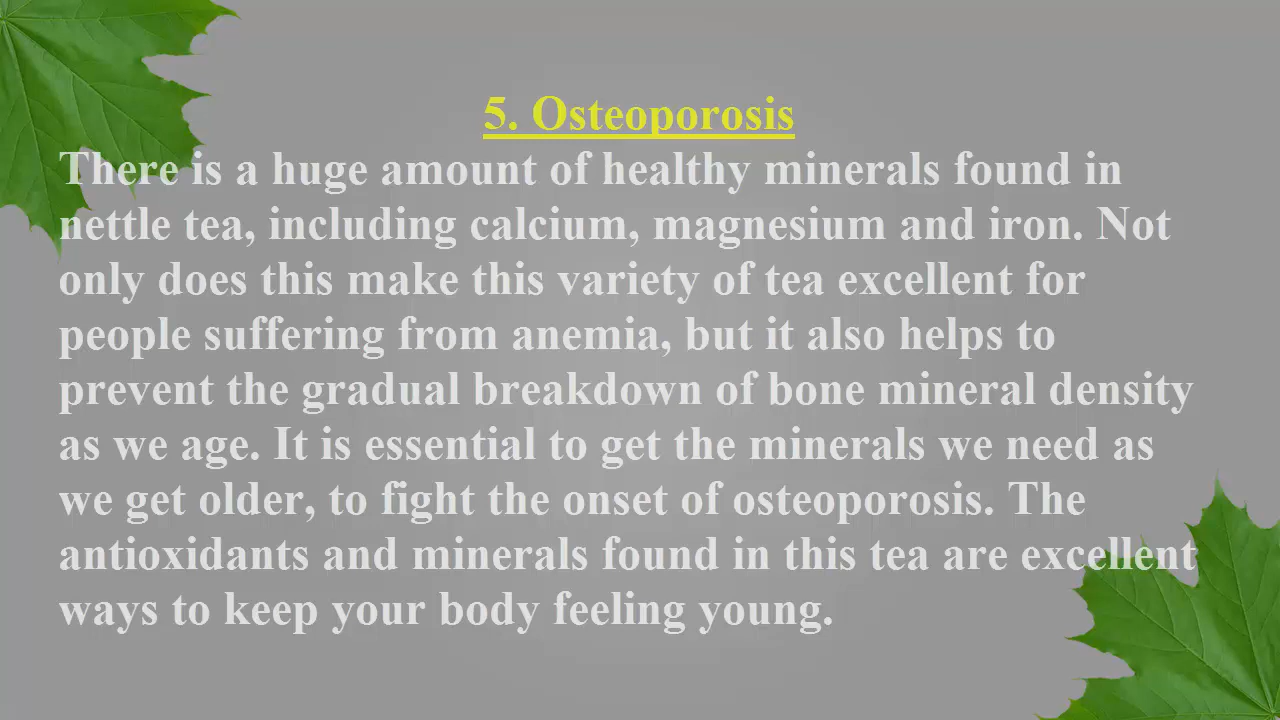 5. Osteoporosis
There is a huge amount of healthy minerals found in
nettle tea, including calcium, magnesium and iron. Not
only does this make this variety of tea excellent for
people suffering from anemia, but it also helps to
prevent the gradual breakdown of bone mineral density
as we age. It is essential to get the minerals we need as
we get older, to fight the onset of osteoporosis. The
antioxidants and minerals found in this tea are excellent
ways to keep your body feeling young.